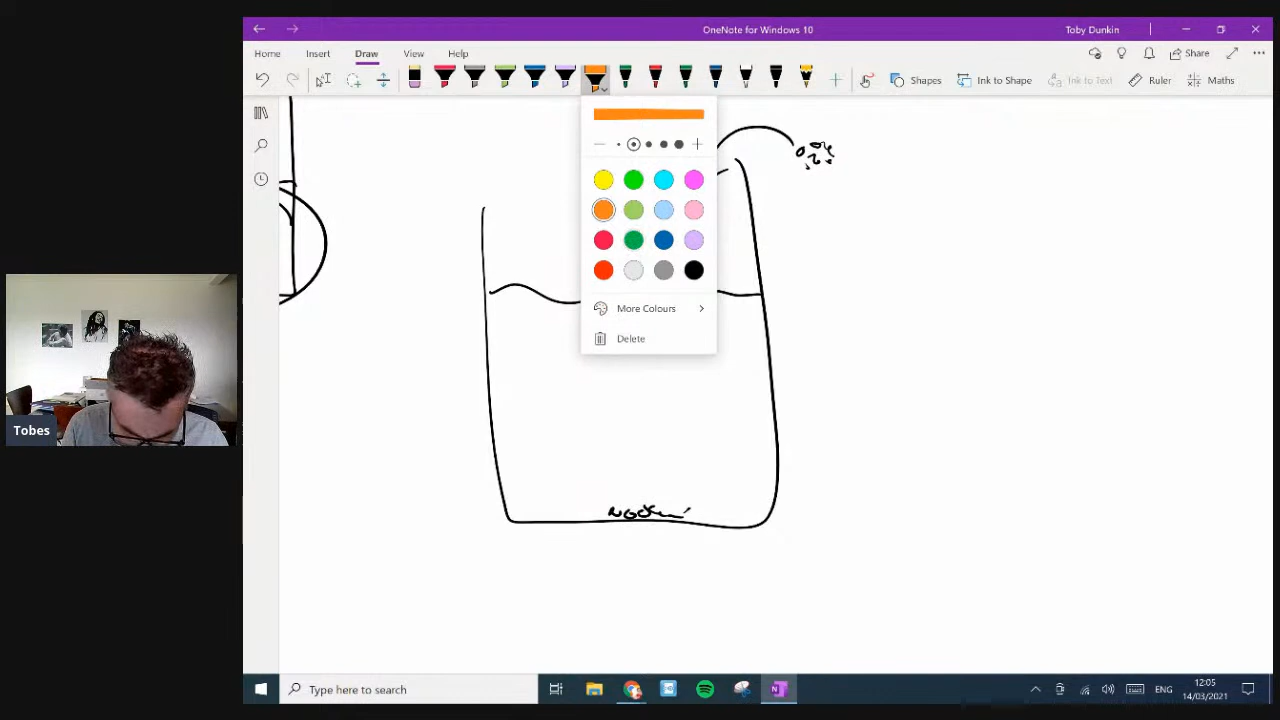 OneNote for Windows 10
Toby Dunkin
Home Insert Draw View Help
Share
Shapes Ink to Shape Ink to Text Ruler Maths
More Colours
Delete
Tobes
Type here to search
ENG
12:05
14/03/2021